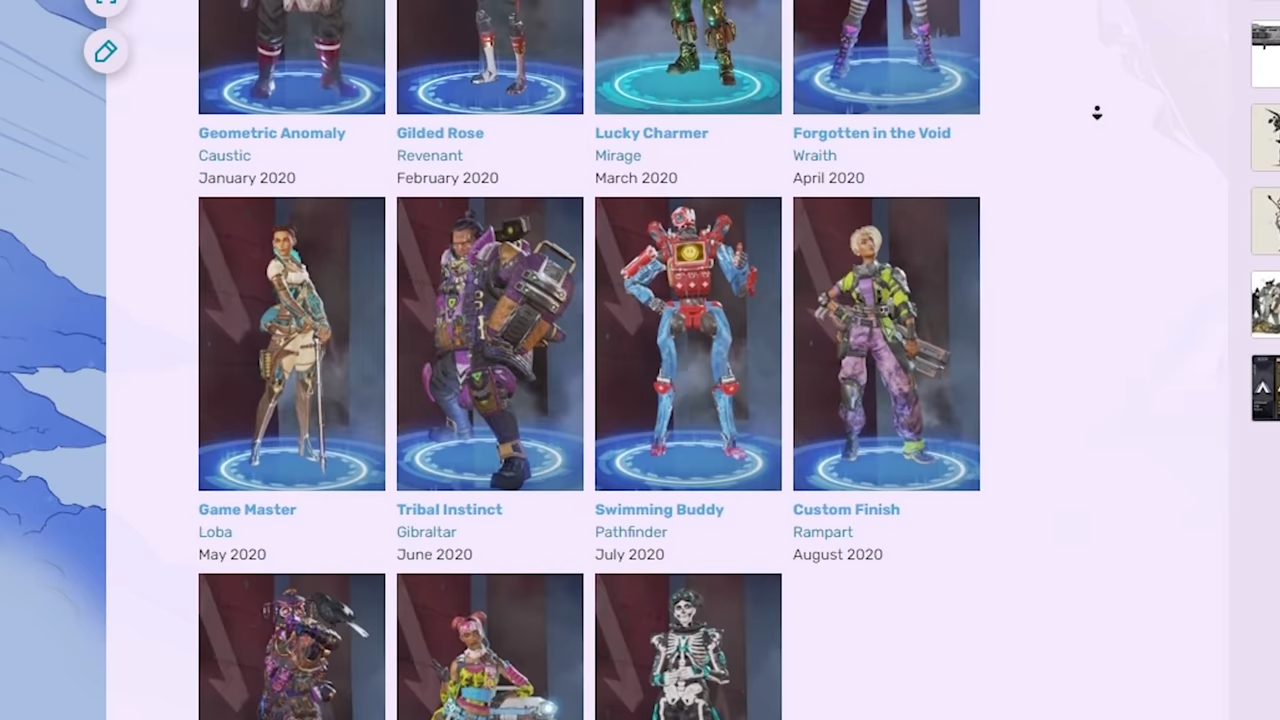 Geometric Anomaly
Caustic
January 2020
Gilded Rose
Revenant
February 2020
Lucky Charmer
Mirage
March 2020
Forgotten in the Void
Wraith
April 2020
Game Master
Loba
May 2020
Tribal Instinct
Gibraltar
June 2020
Swimming Buddy
Pathfinder
July 2020
Custom Finish
Rampart
August 2020